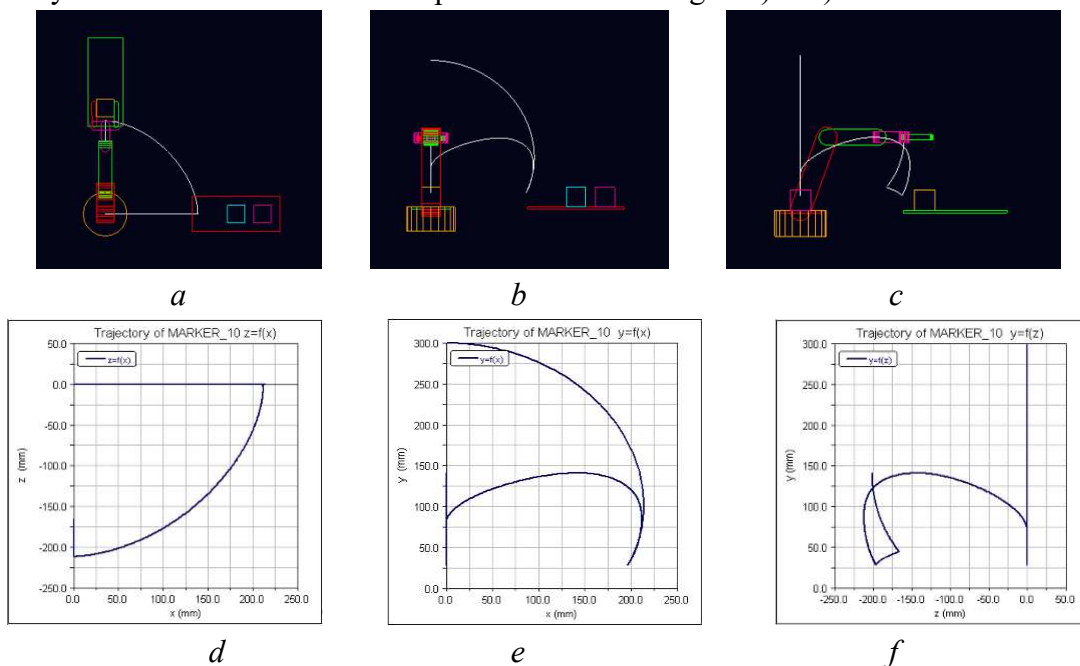 a
b
c
Trajectory of MARKER_10 z=f(x)
z=f(x)
50.0
0.0
-50.0
-100.0
-150.0
-200.0
-250.0
z (mm)
0.0 50.0 100.0 150.0 200.0 250.0
x (mm)
Trajectory of MARKER_10 y=f(x)
y=f(x)
300.0
250.0
200.0
150.0
100.0
50.0
0.0
y (mm)
0.0 50.0 100.0 150.0 200.0 250.0
x (mm)
Trajectory of MARKER_10 y=f(z)
y=f(z)
300.0
250.0
200.0
150.0
100.0
50.0
0.0
y (mm)
-250.0 -200.0 -150.0 -100.0 -50.0 0.0 50.0
z (mm)
d
e
f